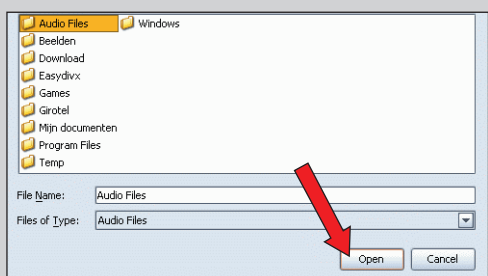 Audio Files
Windows
Beelden
Download
Easydivx
Games
Girotel
Mijn documenten
Program Files
Temp
File Name: Audio Files
Files of Type: Audio Files
Open Cancel